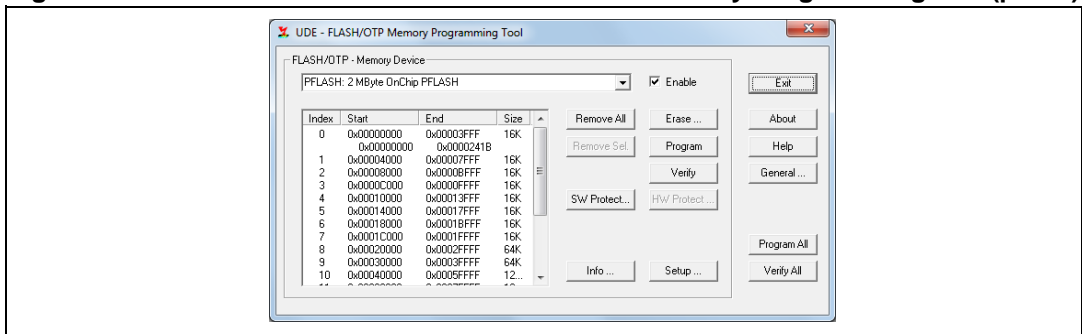 UDE - FLASH/OTP Memory Programming Tool
FLASH/OTP - Memory Device
PFLASH: 2 MByte OnChip PFLASH
Enable
Exit
Index Start End Size
0 0x00000000 0x00003FFF 16K
0x00000000 0x0000241B
1 0x00004000 0x00007FFF 16K
2 0x00008000 0x0000BFFF 16K
3 0x0000C000 0x0000FFFF 16K
4 0x00010000 0x00013FFF 16K
5 0x00014000 0x00017FFF 16K
6 0x00018000 0x0001BFFF 16K
7 0x0001C000 0x0001FFFF 16K
8 0x00020000 0x0002FFFF 64K
9 0x00030000 0x0003FFFF 64K
10 0x00040000 0x0005FFFF 12...
Remove All Erase ... About
Remove Sel. Program Help
Verify General ...
SW Protect... HW Protect ...
Program All
Info ... Setup ... Verify All